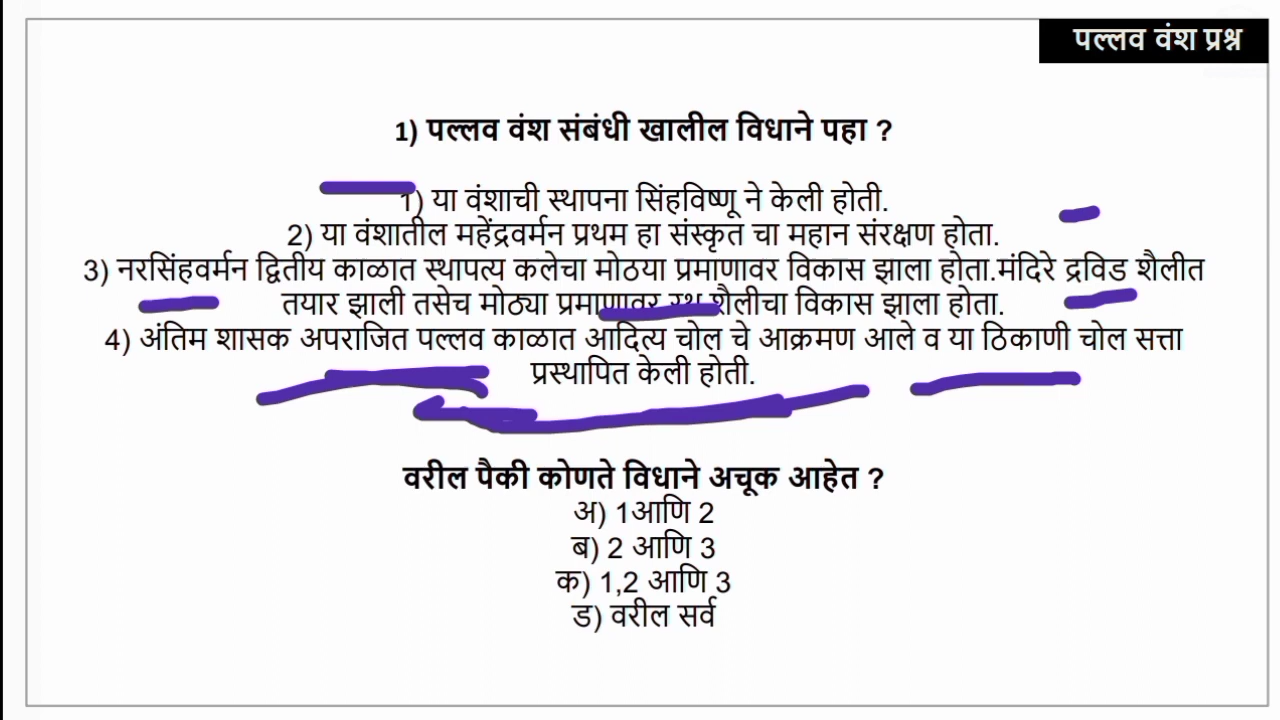 पल्लव वंश प्रश्न
1) पल्लव वंश संबंधी खालील विधाने पहा ?
1) या वंशाची स्थापना सिंहविष्णू ने केली होती.
2) या वंशातील महेंद्रवर्मन प्रथम हा संस्कृत चा महान संरक्षण होता.
3) नरसिंहवर्मन द्वितीय काळात स्थापत्य कलेचा मोठया प्रमाणावर विकास झाला होता.मंदिरे द्रविड शैलीत
तयार झाली तसेच मोठ्या प्रमाणावर रथ शैलीचा विकास झाला होता.
4) अंतिम शासक अपराजित पल्लव काळात आदित्य चोल चे आक्रमण आले व या ठिकाणी चोल सत्ता
प्रस्थापित केली होती.
वरील पैकी कोणते विधाने अचूक आहेत ?
अ) 1आणि 2
ब) 2 आणि 3
क) 1,2 आणि 3
ड) वरील सर्व